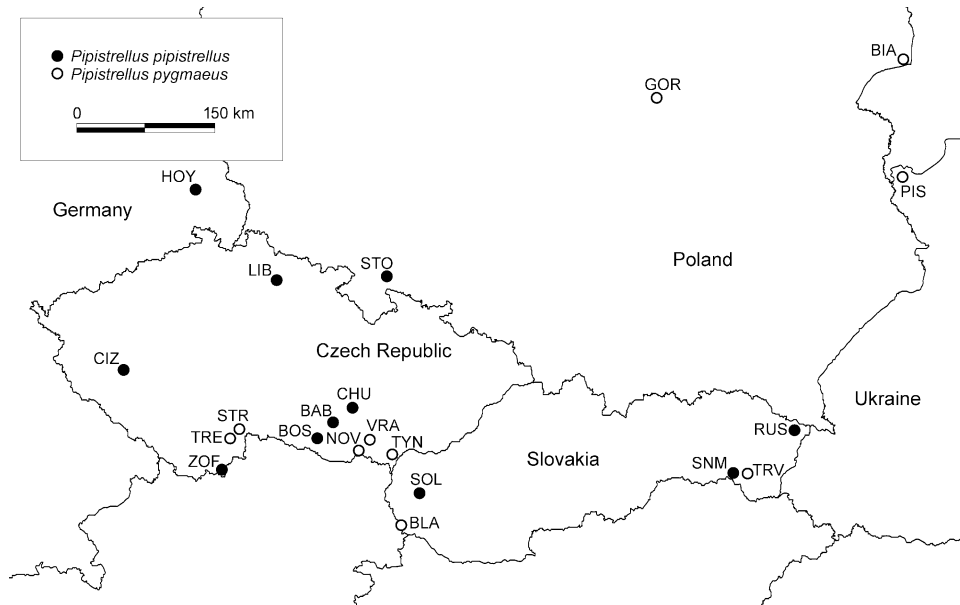 Pipistrellus pipistrellus
Pipistrellus pygmaeus
0 150 km
BIA
GOR
HOY
PIS
Germany
Poland
LIB
STO
Czech Republic
CIZ
Ukraine
CHU
BAB
STR
BOS
VRA
TRE
NOV
TYN
RUS
ZOF
Slovakia
SNM
TRV
SOL
BLA